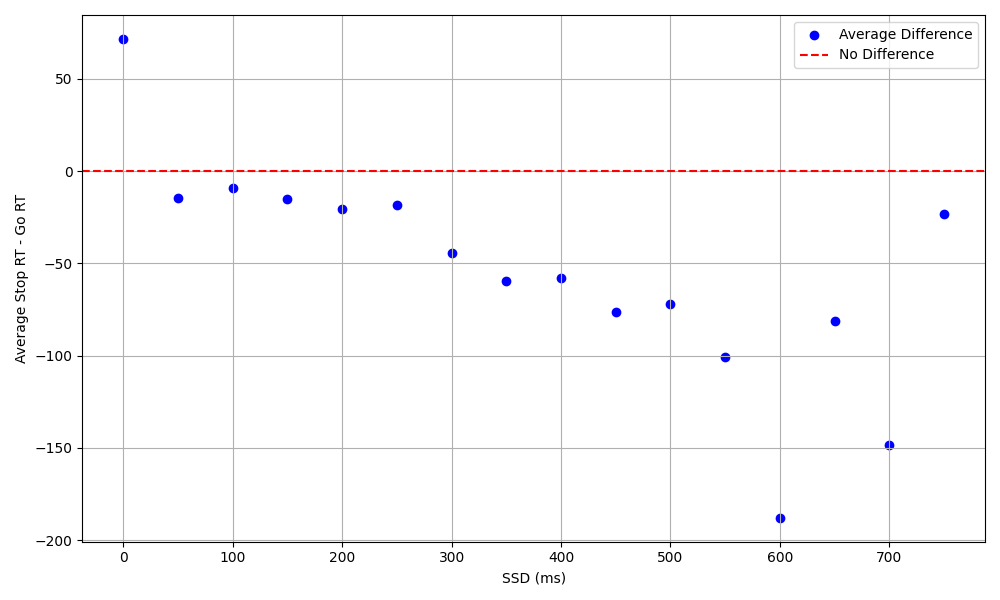 Average Difference
No Difference
50
0
−50
−100
−150
−200
Average Stop RT - Go RT
0 100 200 300 400 500 600 700
SSD (ms)